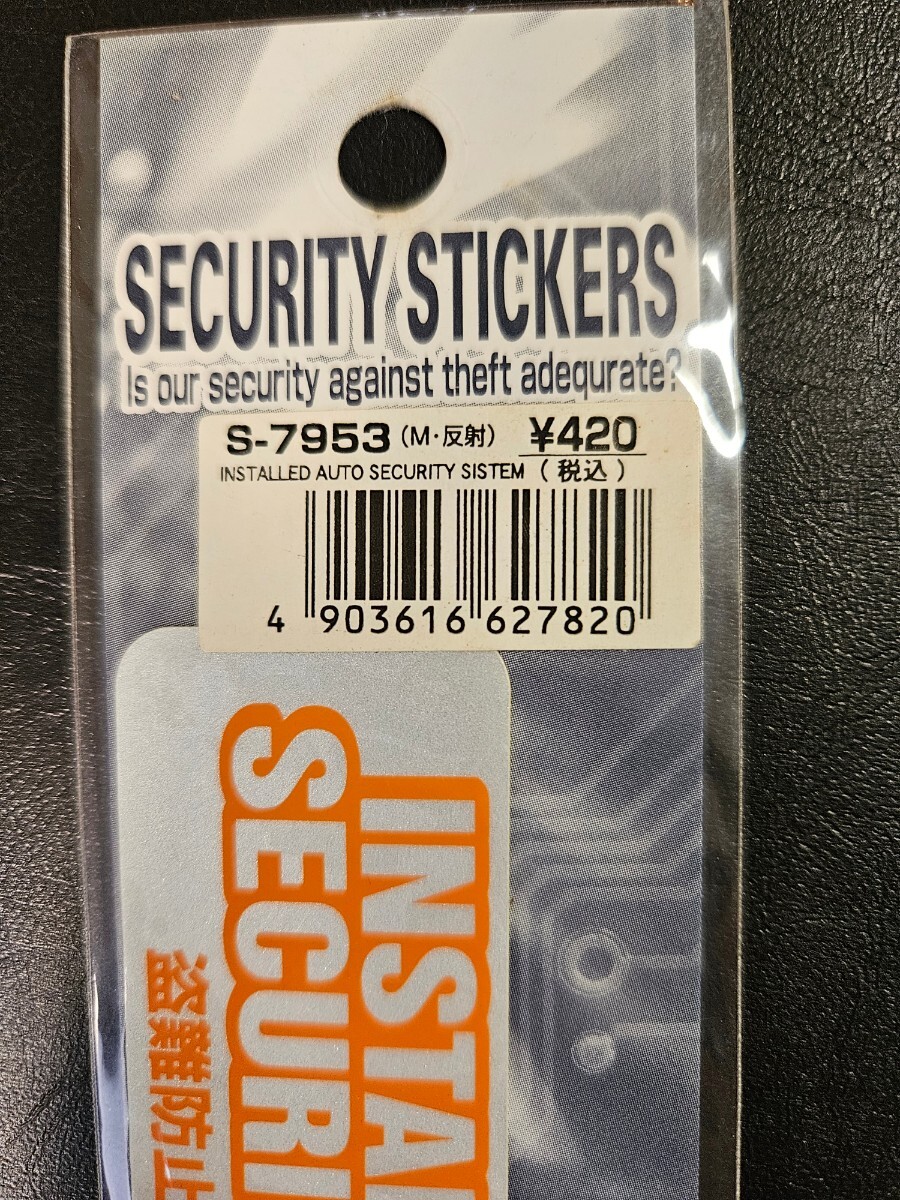 SECURITY STICKERS
Is our security against theft adequrate?
S-7953 (M・反射) ¥420
INSTALLED AUTO SECURITY SISTEM (税込)
4 903616 627820
INSTAL
SECURI
盗難防止